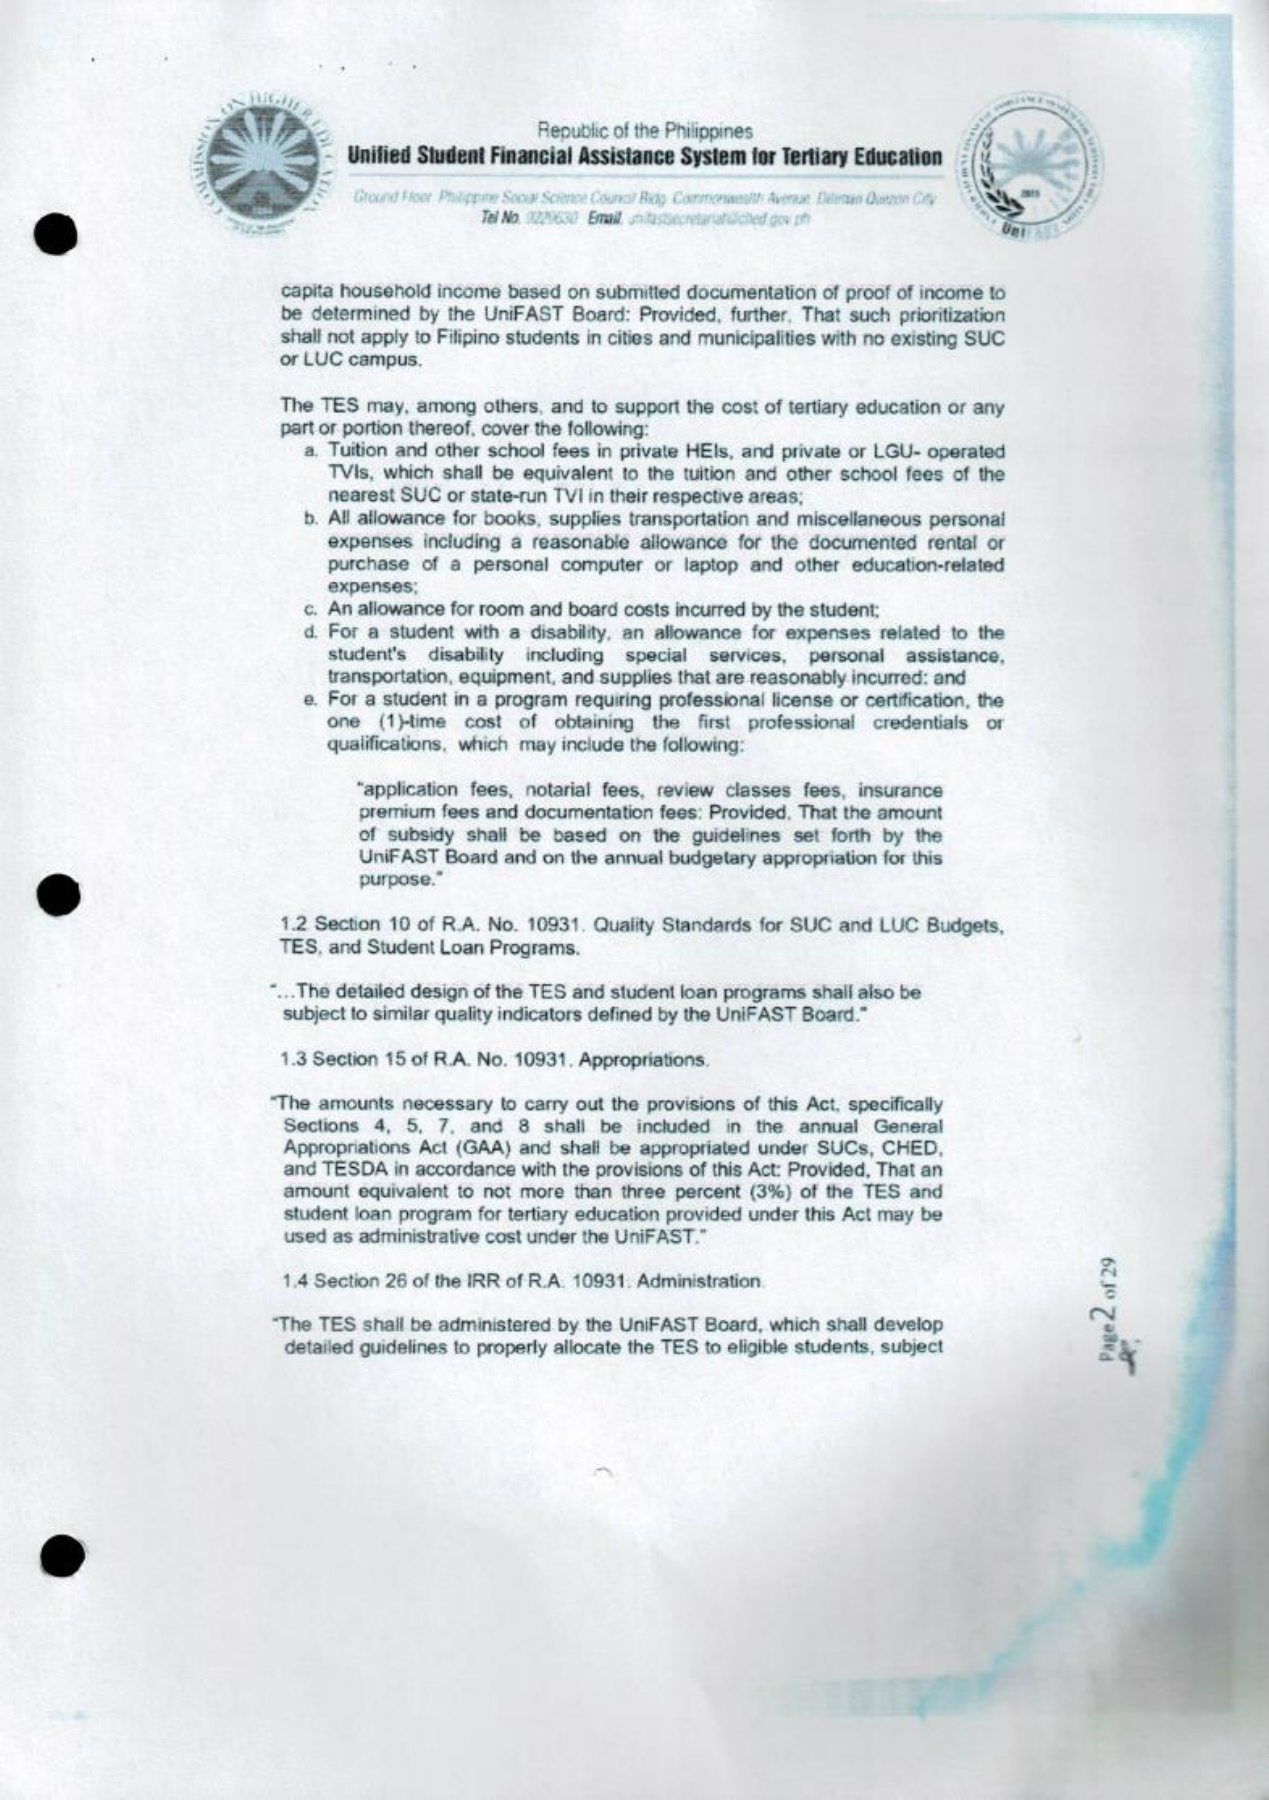 Republic of the Philippines
Unified Student Financial Assistance System for Tertiary Education
Ground Floor Philippine Social Science Council Bldg. Commonwealth Avenue, Diliman Quezon City
Tel No. 9229630 Email. unifastsecretariat@ched.gov.ph
COMMISSION ON HIGHER EDUCATION
UniFAST
capita household income based on submitted documentation of proof of income to
be determined by the UniFAST Board: Provided, further, That such prioritization
shall not apply to Filipino students in cities and municipalities with no existing SUC
or LUC campus.
The TES may, among others, and to support the cost of tertiary education or any
part or portion thereof, cover the following:
a. Tuition and other school fees in private HEIs, and private or LGU- operated
TVIs, which shall be equivalent to the tuition and other school fees of the
nearest SUC or state-run TVI in their respective areas;
b. All allowance for books, supplies transportation and miscellaneous personal
expenses including a reasonable allowance for the documented rental or
purchase of a personal computer or laptop and other education-related
expenses;
c. An allowance for room and board costs incurred by the student;
d. For a student with a disability, an allowance for expenses related to the
student's disability including special services, personal assistance,
transportation, equipment, and supplies that are reasonably incurred: and
e. For a student in a program requiring professional license or certification, the
one (1)-time cost of obtaining the first professional credentials or
qualifications, which may include the following:
"application fees, notarial fees, review classes fees, insurance
premium fees and documentation fees: Provided, That the amount
of subsidy shall be based on the guidelines set forth by the
UniFAST Board and on the annual budgetary appropriation for this
purpose."
1.2 Section 10 of R.A. No. 10931. Quality Standards for SUC and LUC Budgets,
TES, and Student Loan Programs.
"...The detailed design of the TES and student loan programs shall also be
subject to similar quality indicators defined by the UniFAST Board."
1.3 Section 15 of R.A. No. 10931. Appropriations.
"The amounts necessary to carry out the provisions of this Act, specifically
Sections 4, 5, 7, and 8 shall be included in the annual General
Appropriations Act (GAA) and shall be appropriated under SUCs, CHED,
and TESDA in accordance with the provisions of this Act: Provided, That an
amount equivalent to not more than three percent (3%) of the TES and
student loan program for tertiary education provided under this Act may be
used as administrative cost under the UniFAST."
1.4 Section 26 of the IRR of R.A. 10931. Administration.
"The TES shall be administered by the UniFAST Board, which shall develop
detailed guidelines to properly allocate the TES to eligible students, subject
Page 2 of 29